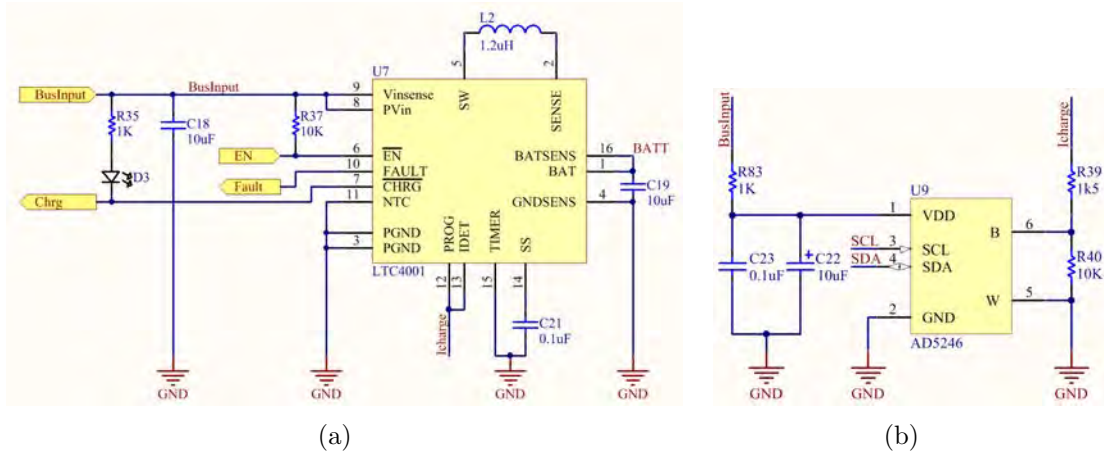 L2
1.2uH
5
2
U7
BusInput
BusInput
9
Vinsense
8
PVin
SW
SENSE
R35
1K
C18
10uF
R37
10K
EN
6
EN
10
FAULT
7
CHRG
11
NTC
Fault
D3
Chrg
PGND
3
PGND
BATSENS
16
BATT
BAT
1
GNDSENS
4
C19
10uF
PROG
IDET
TIMER
SS
LTC4001
12
13
15
14
Icharge
C21
0.1uF
GND
GND
GND
GND
(a)
BusInput
Icharge
R83
1K
R39
1k5
U9
1
VDD
B
6
SCL
3
SCL
SDA
4
SDA
C23
0.1uF
C22
10uF
R40
10K
W
5
2
GND
AD5246
GND
GND
GND
(b)